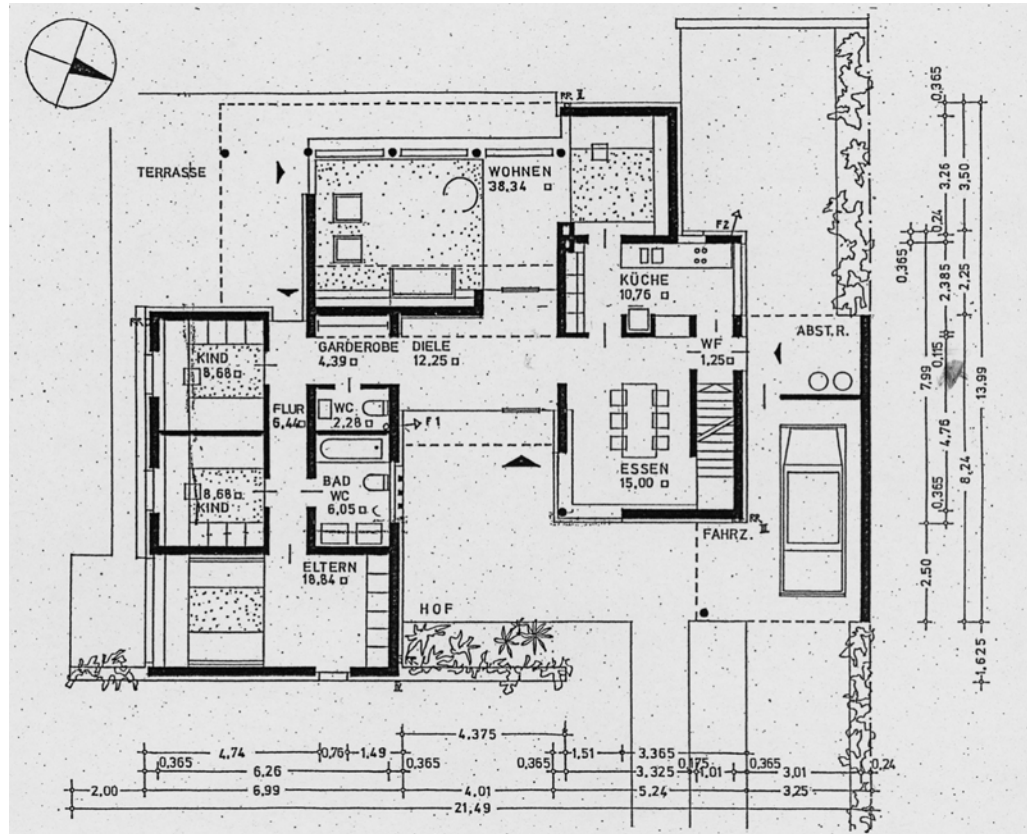 TERRASSE
WOHNEN
38,34
F2
KÜCHE
10,76
ABST.R.
KIND
8,68
GARDEROBE
4,39
DIELE
12,25
WF
1,25
FLUR
6,44
WC
2,28
F1
8,68
KIND
BAD
WC
6,05
ESSEN
15,00
FAHRZ.
ELTERN
18,84
HOF
0,365
3,26
3,50
0,24
0,365
2,385
2,25
0,115
7,99
13,99
4,76
8,24
0,365
2,50
1,625
4,375
4,74
0,76
1,49
1,51
3,365
0,365
6,26
0,365
0,365
3,325
0,175
1,01
0,365
3,01
0,24
2,00
6,99
4,01
5,24
3,25
21,49